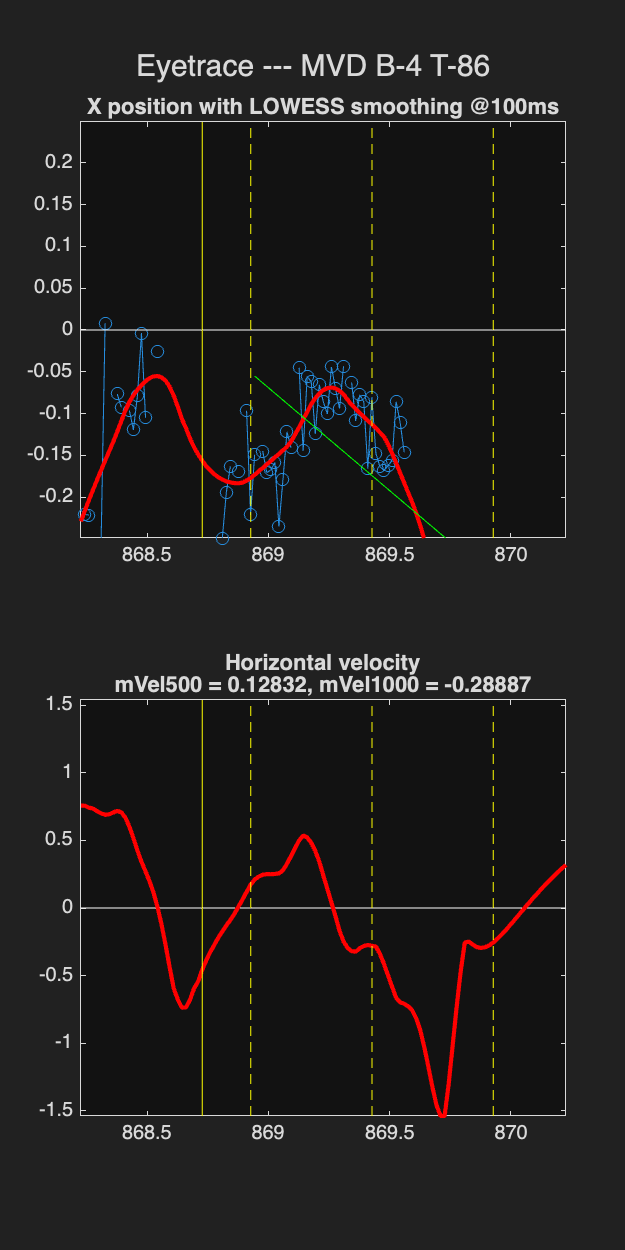 Eyetrace --- MVD B-4 T-86
X position with LOWESS smoothing @100ms
0.2
0.15
0.1
0.05
0
-0.05
-0.1
-0.15
-0.2
868.5 869 869.5 870
Horizontal velocity
mVel500 = 0.12832, mVel1000 = -0.28887
1.5
1
0.5
0
-0.5
-1
-1.5
868.5 869 869.5 870